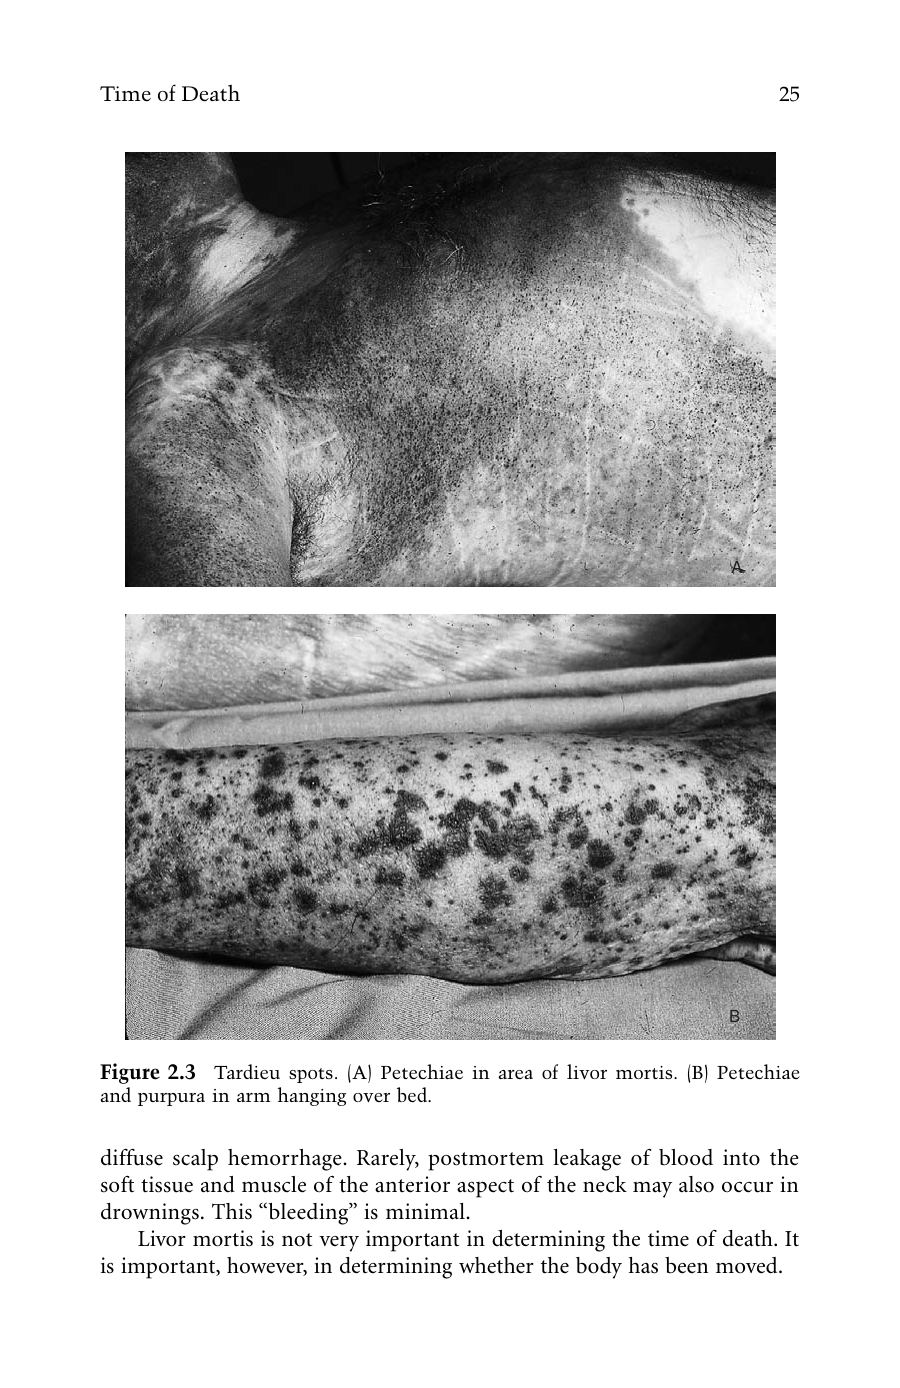 Time of Death 25
A
B
Figure 2.3 Tardieu spots. (A) Petechiae in area of livor mortis. (B) Petechiae
and purpura in arm hanging over bed.
diffuse scalp hemorrhage. Rarely, postmortem leakage of blood into the
soft tissue and muscle of the anterior aspect of the neck may also occur in
drownings. This “bleeding” is minimal.
Livor mortis is not very important in determining the time of death. It
is important, however, in determining whether the body has been moved.